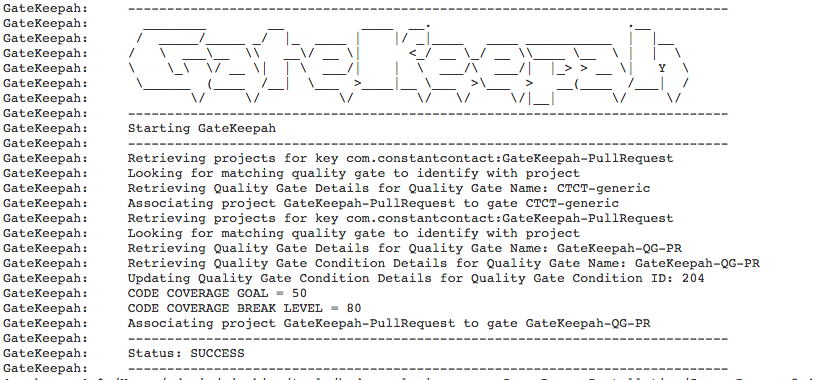 GateKeepah: ----------------------------------------------------------------------------
GateKeepah:
GateKeepah:
GateKeepah:
GateKeepah:
GateKeepah:
GateKeepah:
GateKeepah: ----------------------------------------------------------------------------
GateKeepah: Starting GateKeepah
GateKeepah: ----------------------------------------------------------------------------
GateKeepah: Retrieving projects for key com.constantcontact:GateKeepah-PullRequest
GateKeepah: Looking for matching quality gate to identify with project
GateKeepah: Retrieving Quality Gate Details for Quality Gate Name: CTCT-generic
GateKeepah: Associating project GateKeepah-PullRequest to gate CTCT-generic
GateKeepah: Retrieving projects for key com.constantcontact:GateKeepah-PullRequest
GateKeepah: Looking for matching quality gate to identify with project
GateKeepah: Retrieving Quality Gate Details for Quality Gate Name: GateKeepah-QG-PR
GateKeepah: Retrieving Quality Gate Condition Details for Quality Gate Name: GateKeepah-QG-PR
GateKeepah: Updating Quality Gate Condition Details for Quality Gate Condition ID: 204
GateKeepah: CODE COVERAGE GOAL = 50
GateKeepah: CODE COVERAGE BREAK LEVEL = 80
GateKeepah: Associating project GateKeepah-PullRequest to gate GateKeepah-QG-PR
GateKeepah: ----------------------------------------------------------------------------
GateKeepah: Status: SUCCESS
GateKeepah: ----------------------------------------------------------------------------